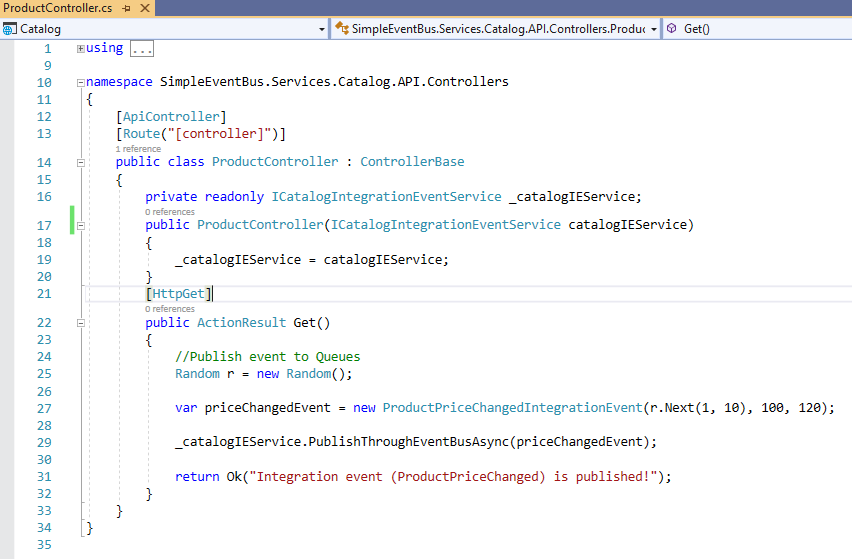 ProductController.cs
Catalog SimpleEventBus.Services.Catalog.API.Controllers.Produc Get()
1 using ...
9
10 namespace SimpleEventBus.Services.Catalog.API.Controllers
11 {
12 [ApiController]
13 [Route("[controller]")]
1 reference
14 public class ProductController : ControllerBase
15 {
16 private readonly ICatalogIntegrationEventService _catalogIEService;
0 references
17 public ProductController(ICatalogIntegrationEventService catalogIEService)
18 {
19 _catalogIEService = catalogIEService;
20 }
21 [HttpGet]
0 references
22 public ActionResult Get()
23 {
24 //Publish event to Queues
25 Random r = new Random();
26
27 var priceChangedEvent = new ProductPriceChangedIntegrationEvent(r.Next(1, 10), 100, 120);
28
29 _catalogIEService.PublishThroughEventBusAsync(priceChangedEvent);
30
31 return Ok("Integration event (ProductPriceChanged) is published!");
32 }
33 }
34 }
35